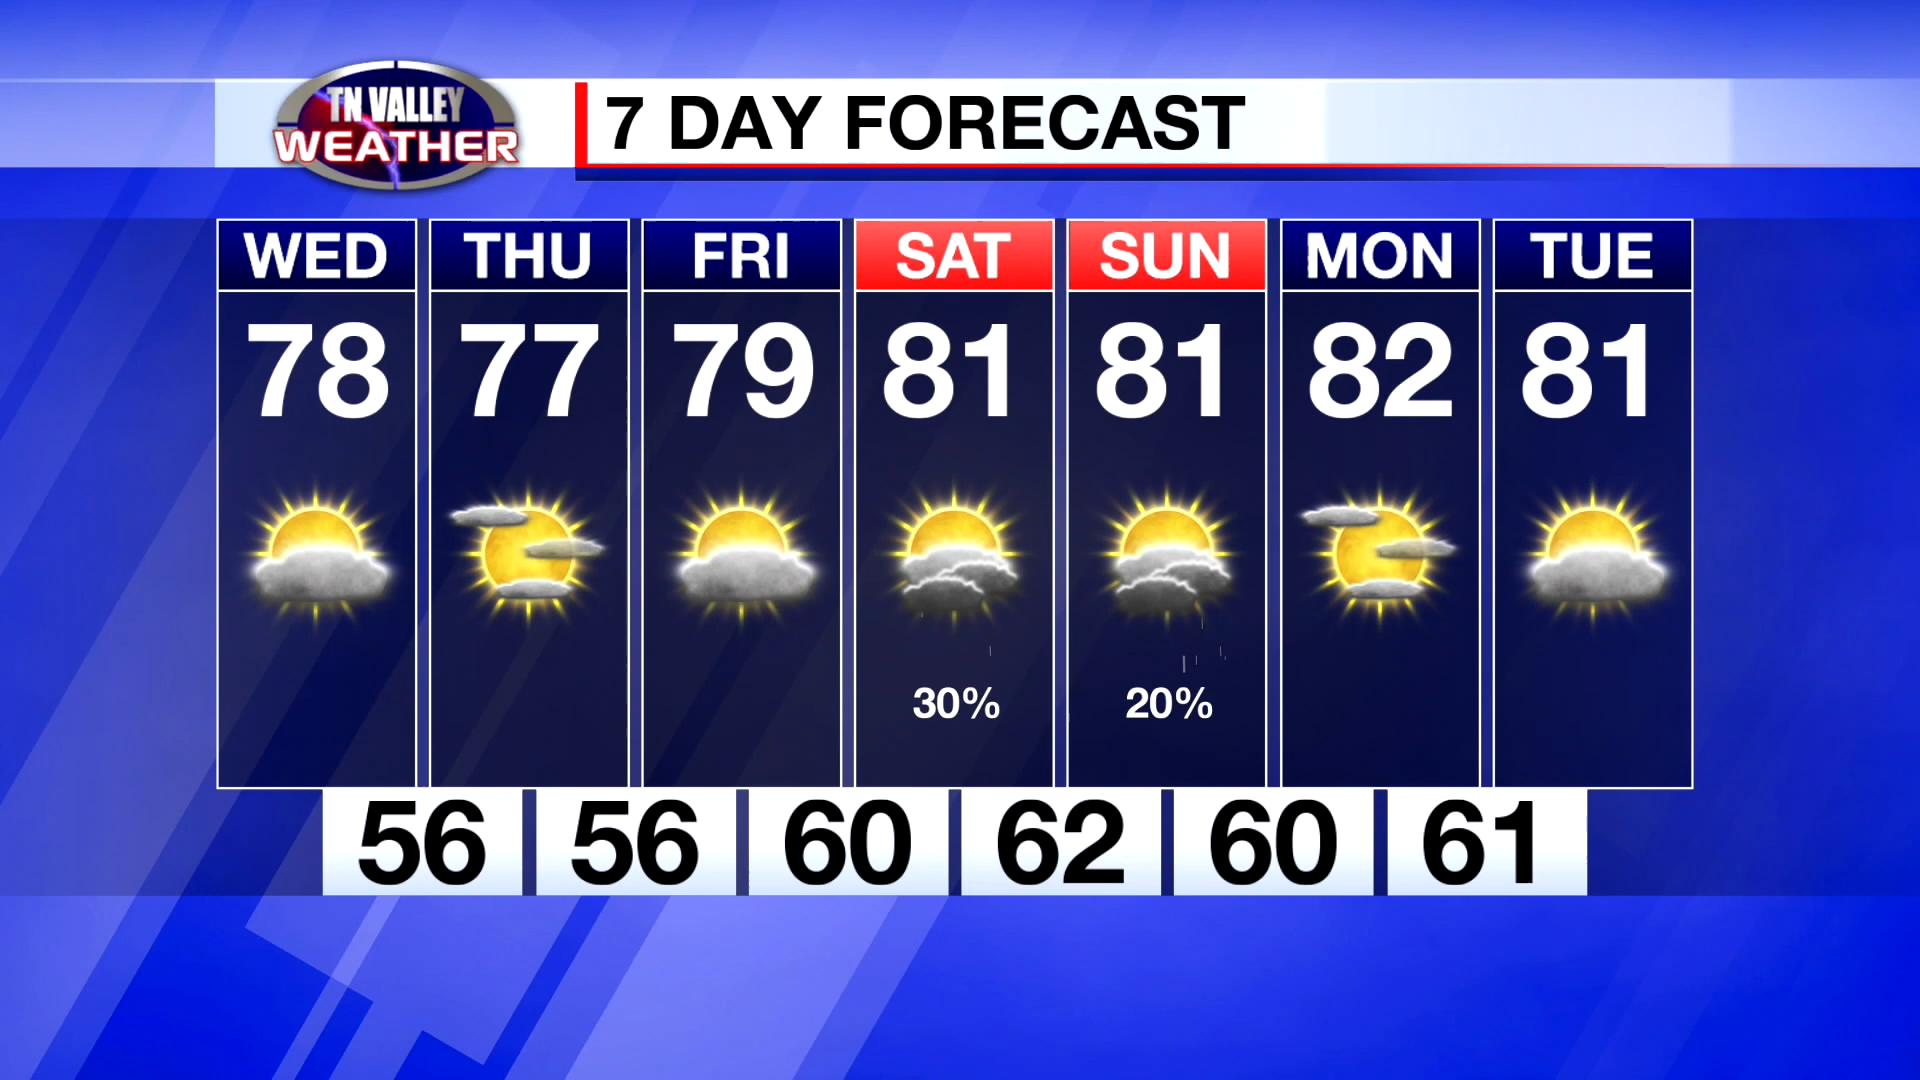 TN VALLEY
WEATHER
7 DAY FORECAST
WED THU FRI SAT SUN MON TUE
78 77 79 81 81 82 81
30% 20%
56 56 60 62 60 61